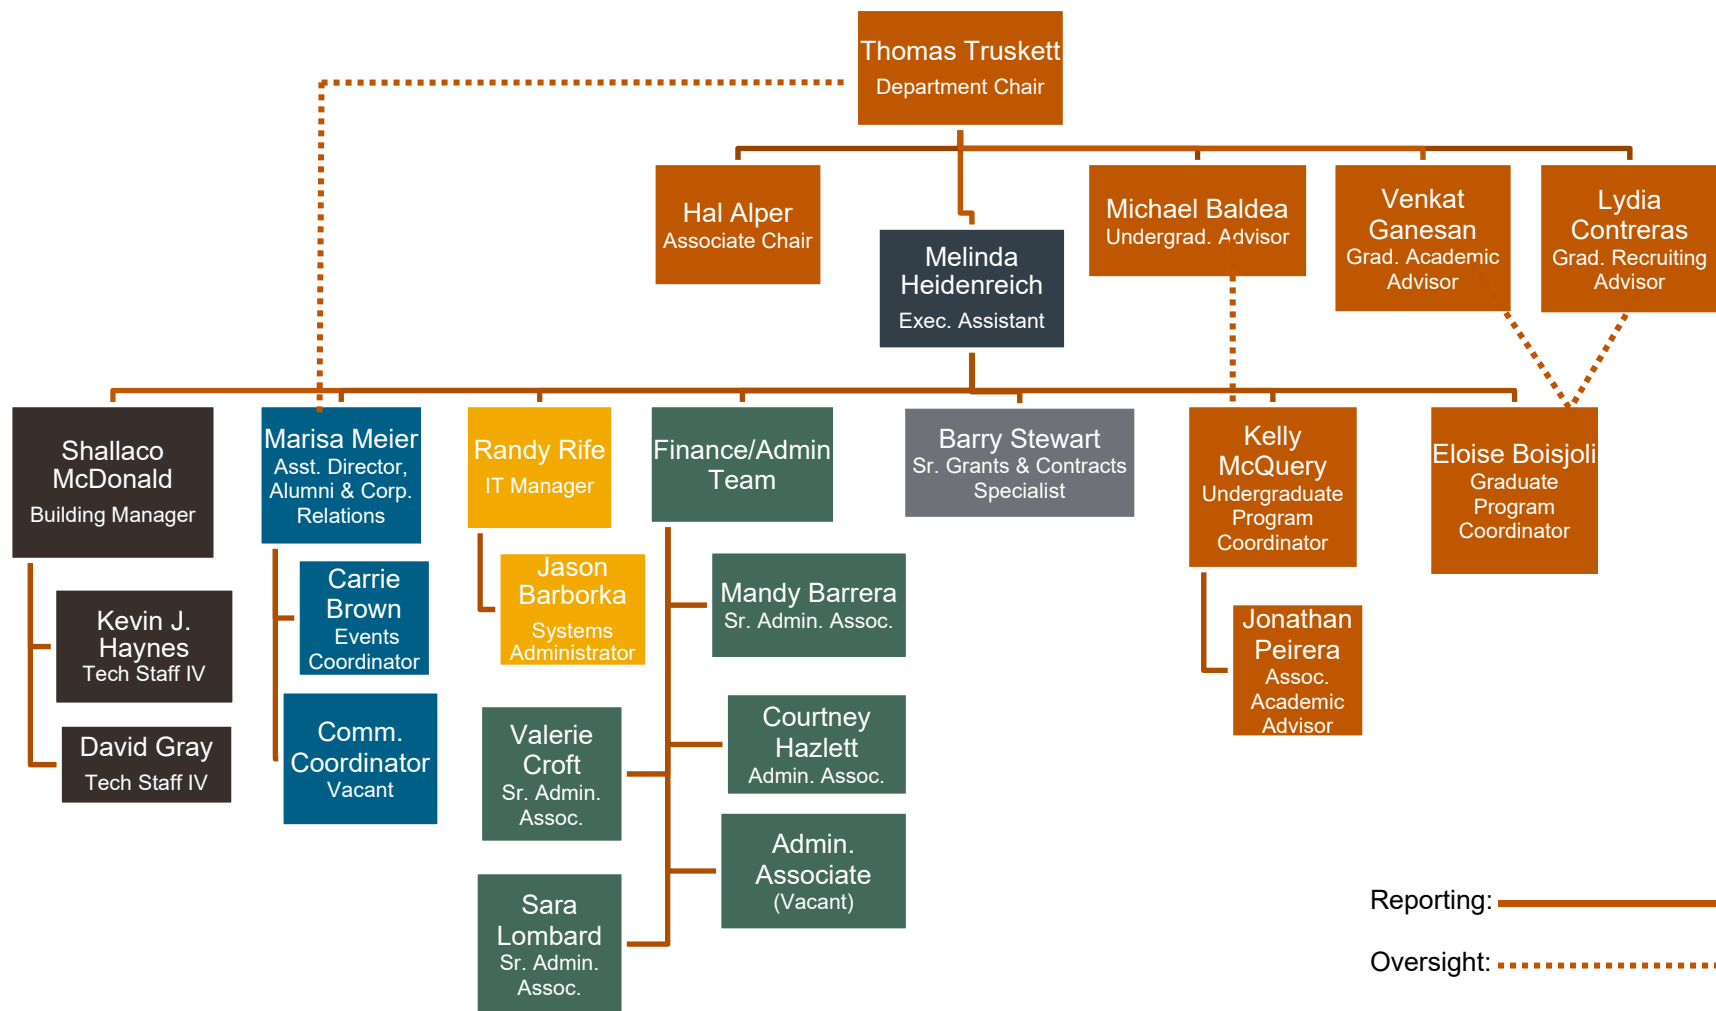 Thomas Truskett
Department Chair
Hal Alper
Associate Chair
Melinda
Heidenreich
Exec. Assistant
Michael Baldea
Undergrad. Advisor
Venkat
Ganesan
Grad. Academic
Advisor
Lydia
Contreras
Grad. Recruiting
Advisor
Shallaco
McDonald
Building Manager
Kevin J.
Haynes
Tech Staff IV
David Gray
Tech Staff IV
Marisa Meier
Asst. Director,
Alumni & Corp.
Relations
Carrie
Brown
Events
Coordinator
Comm.
Coordinator
Vacant
Randy Rife
IT Manager
Jason
Barborka
Systems
Administrator
Finance/Admin
Team
Mandy Barrera
Sr. Admin. Assoc.
Valerie
Croft
Sr. Admin.
Assoc.
Courtney
Hazlett
Admin. Assoc.
Sara
Lombard
Sr. Admin.
Assoc.
Admin.
Associate
(Vacant)
Barry Stewart
Sr. Grants & Contracts
Specialist
Kelly
McQuery
Undergraduate
Program
Coordinator
Jonathan
Peirera
Assoc.
Academic
Advisor
Eloise Boisjoli
Graduate
Program
Coordinator
Reporting:
Oversight: